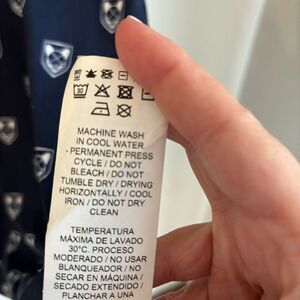 30
MACHINE WASH
IN COOL WATER
- PERMANENT PRESS
CYCLE / DO NOT
BLEACH / DO NOT
TUMBLE DRY / DRYING
HORIZONTALLY / COOL
IRON / DO NOT DRY
CLEAN
TEMPERATURA
MÁXIMA DE LAVADO
30°C. PROCESO
MODERADO / NO USAR
BLANQUEADOR / NO
SECAR EN MÁQUINA /
SECADO EXTENDIDO /
PLANCHAR A UNA